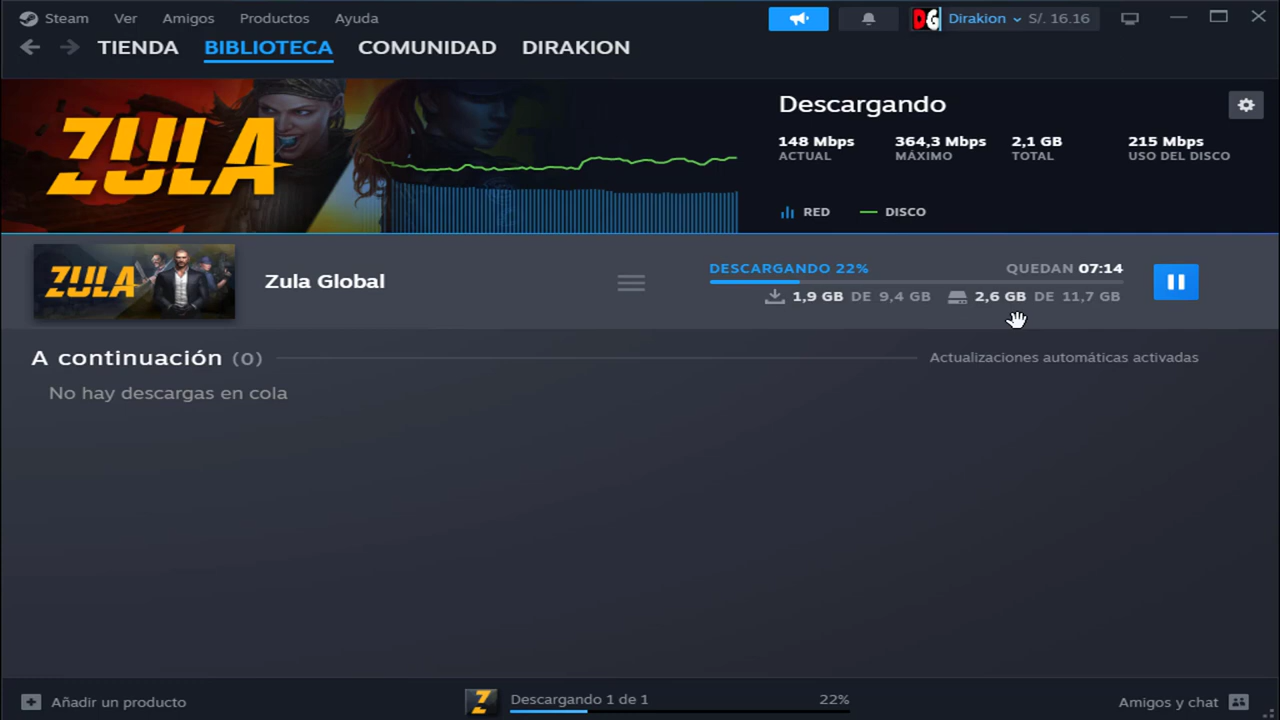 Steam Ver Amigos Productos Ayuda Dirakion S/. 16.16
TIENDA BIBLIOTECA COMUNIDAD DIRAKION
ZULA
Descargando
148 Mbps 364,3 Mbps 2,1 GB 215 Mbps
ACTUAL MÁXIMO TOTAL USO DEL DISCO
RED DISCO
ZULA
Zula Global
DESCARGANDO 22% QUEDAN 07:14
1,9 GB DE 9,4 GB 2,6 GB DE 11,7 GB
A continuación (0) Actualizaciones automáticas activadas
No hay descargas en cola
Añadir un producto
Z
Descargando 1 de 1 22%
Amigos y chat